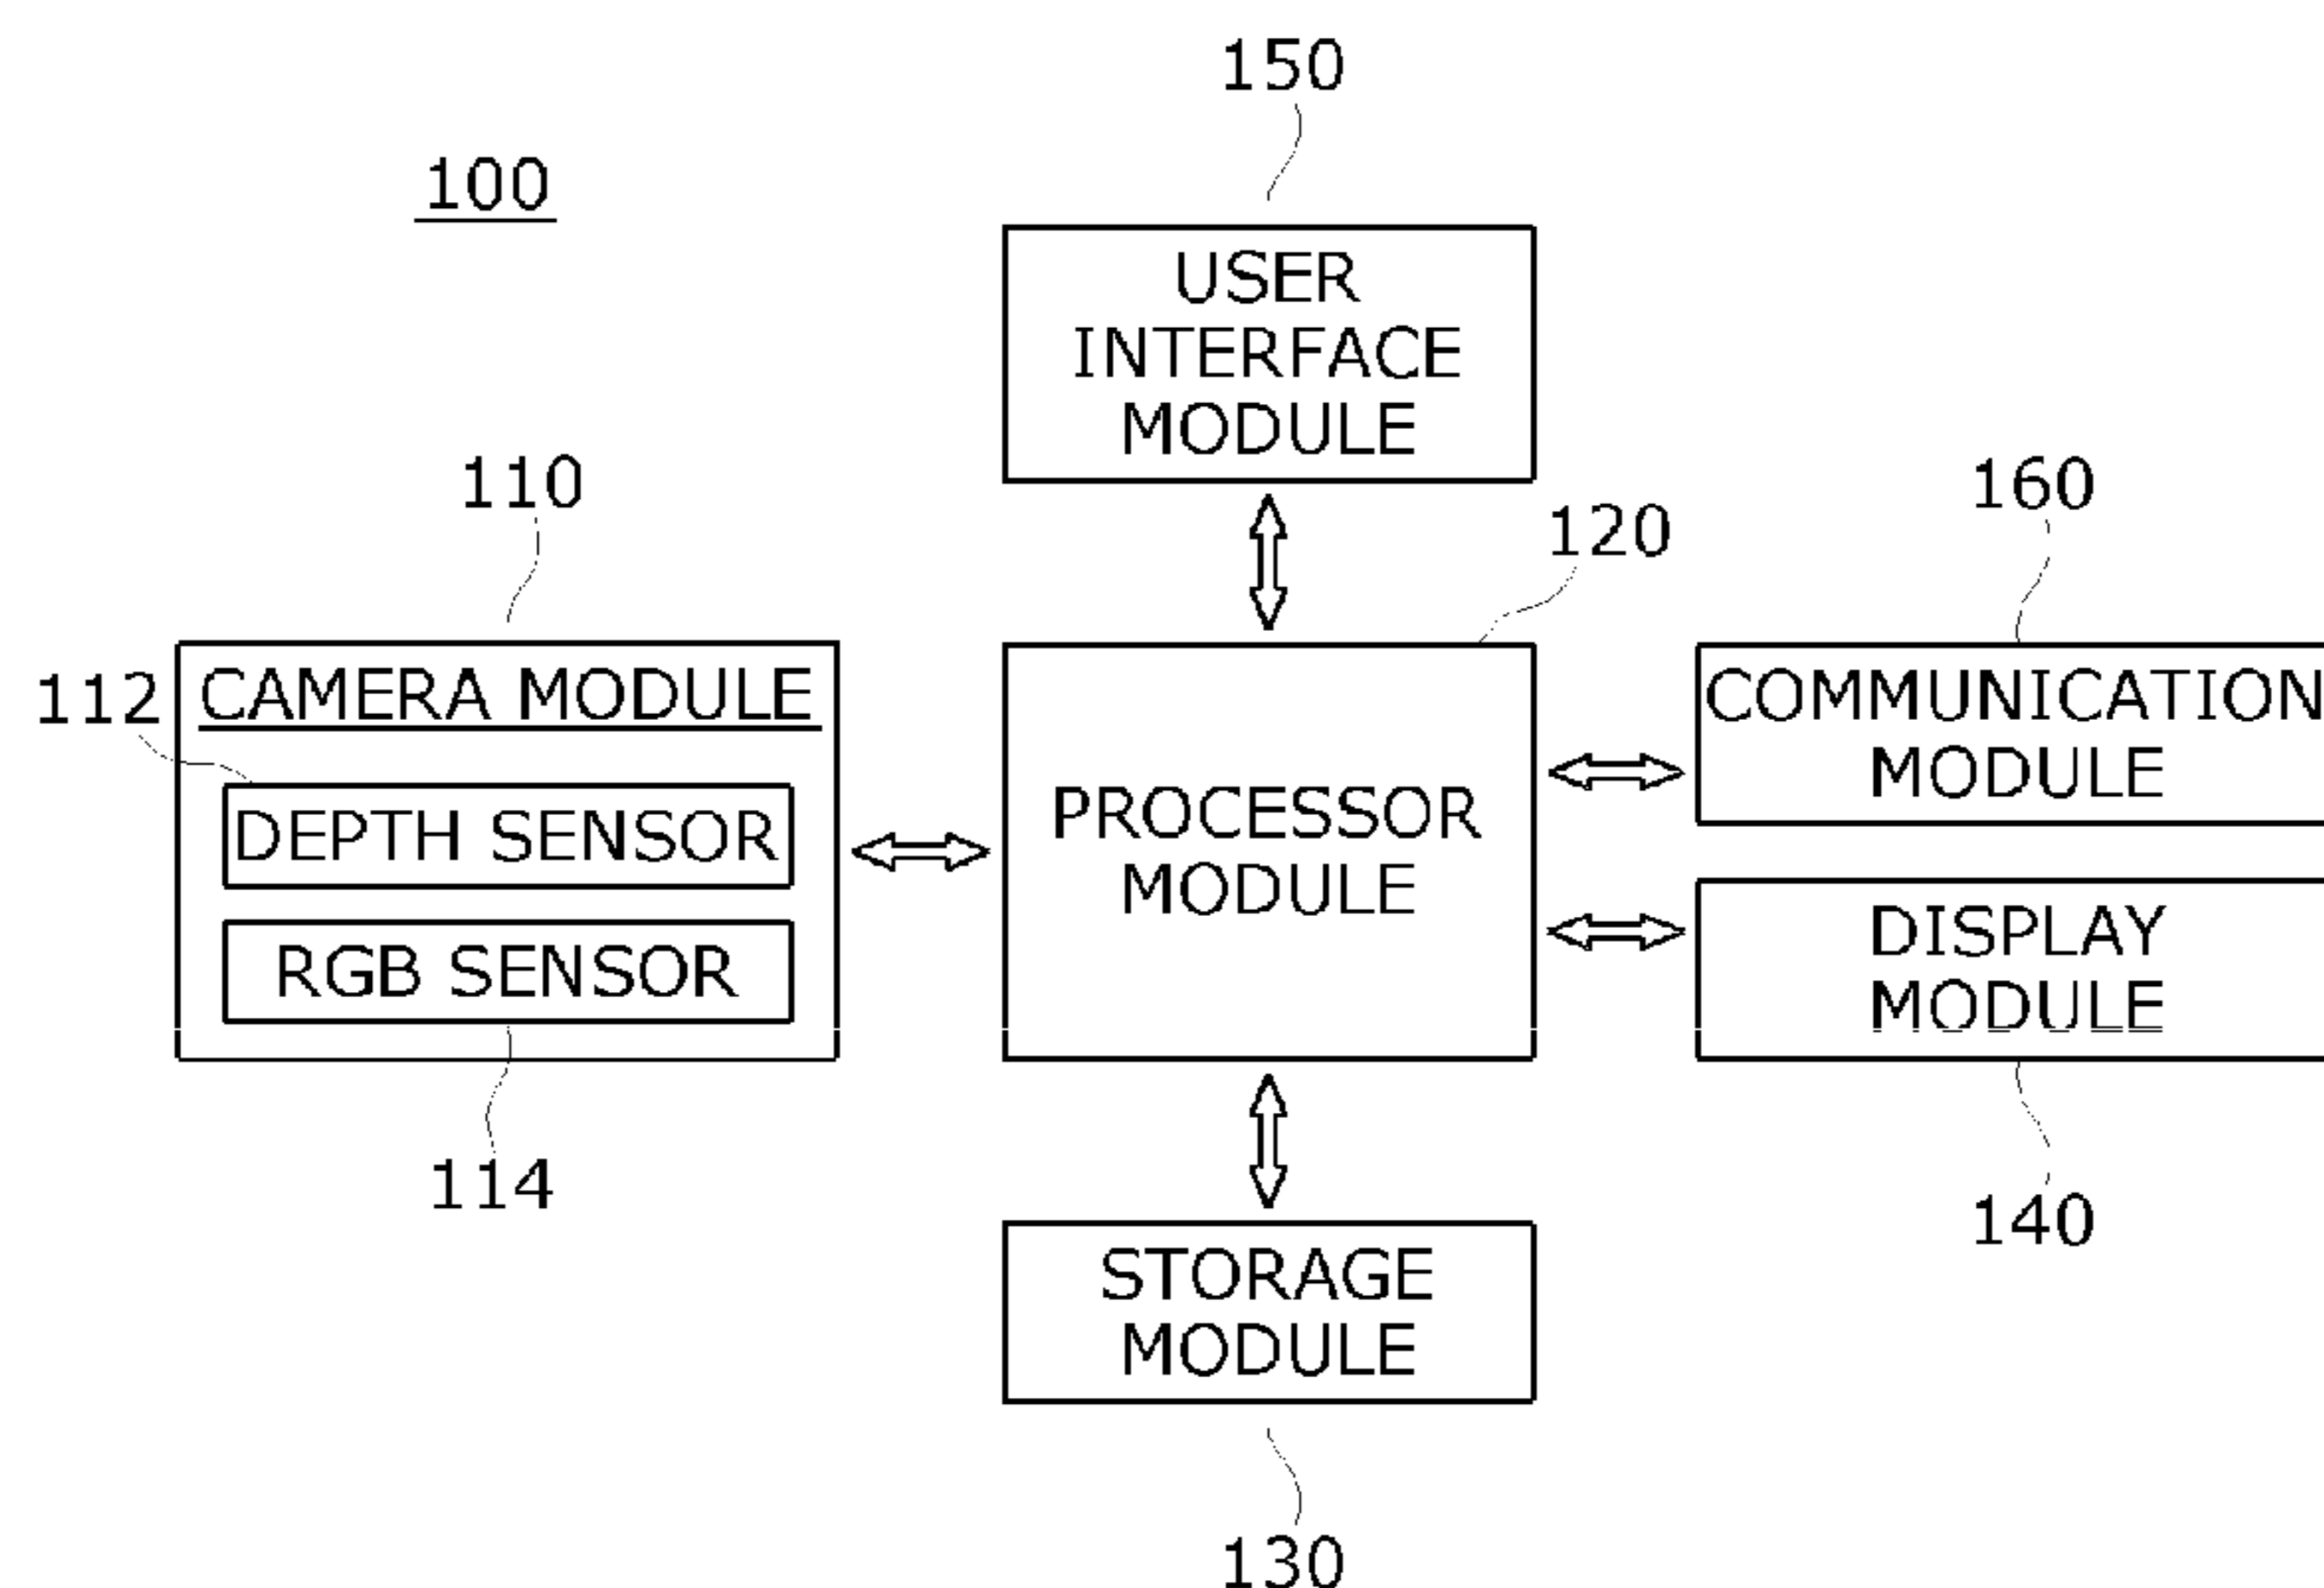 150
100
USER
INTERFACE
MODULE
110
160
120
112
CAMERA MODULE
COMMUNICATION
MODULE
DEPTH SENSOR
PROCESSOR
MODULE
RGB SENSOR
DISPLAY
MODULE
114
140
STORAGE
MODULE
130